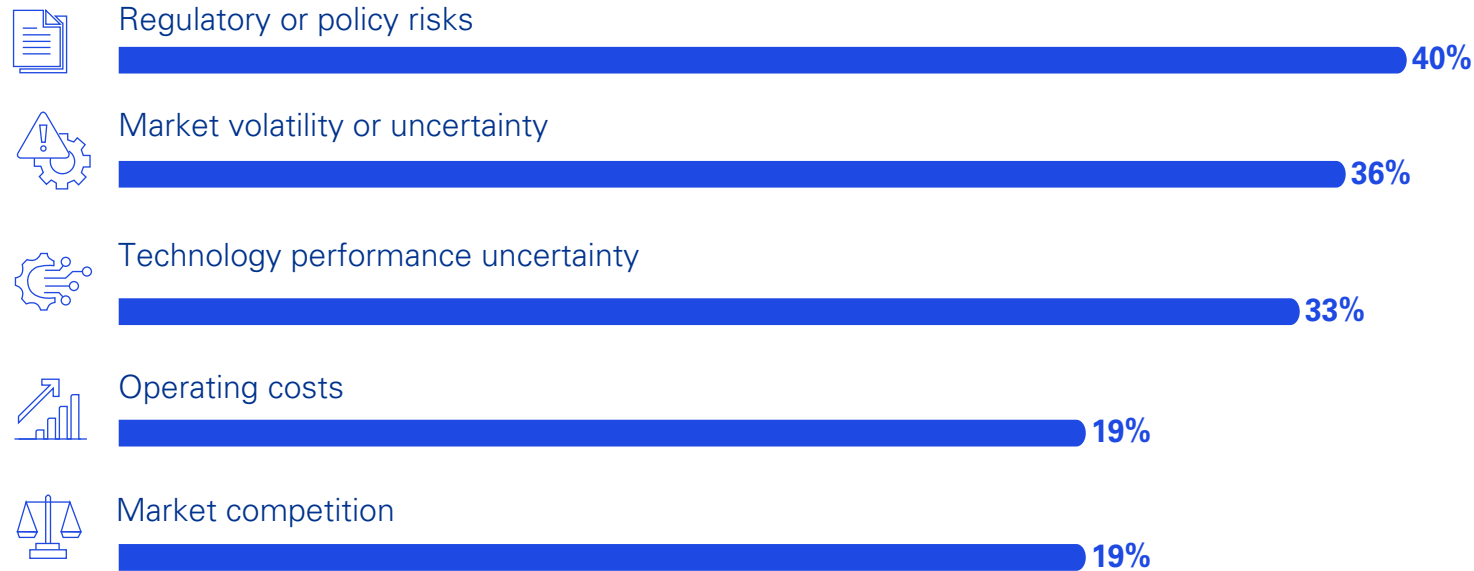 Regulatory or policy risks
40%
Market volatility or uncertainty
36%
Technology performance uncertainty
33%
Operating costs
19%
Market competition
19%